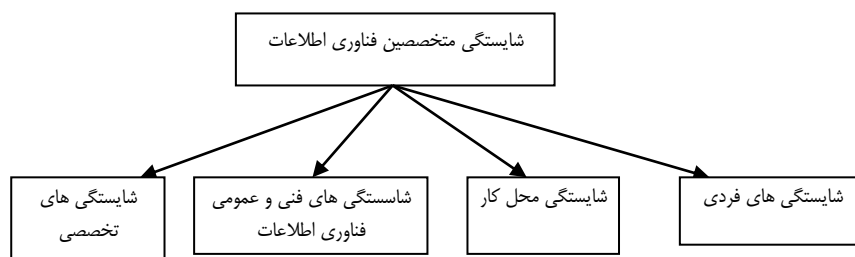 شایستگی متخصصین فناوری اطلاعات
شایستگی های فردی
شایستگی محل کار
شاسستگی های فنی و عمومی
فناوری اطلاعات
شایستگی های
تخصصی